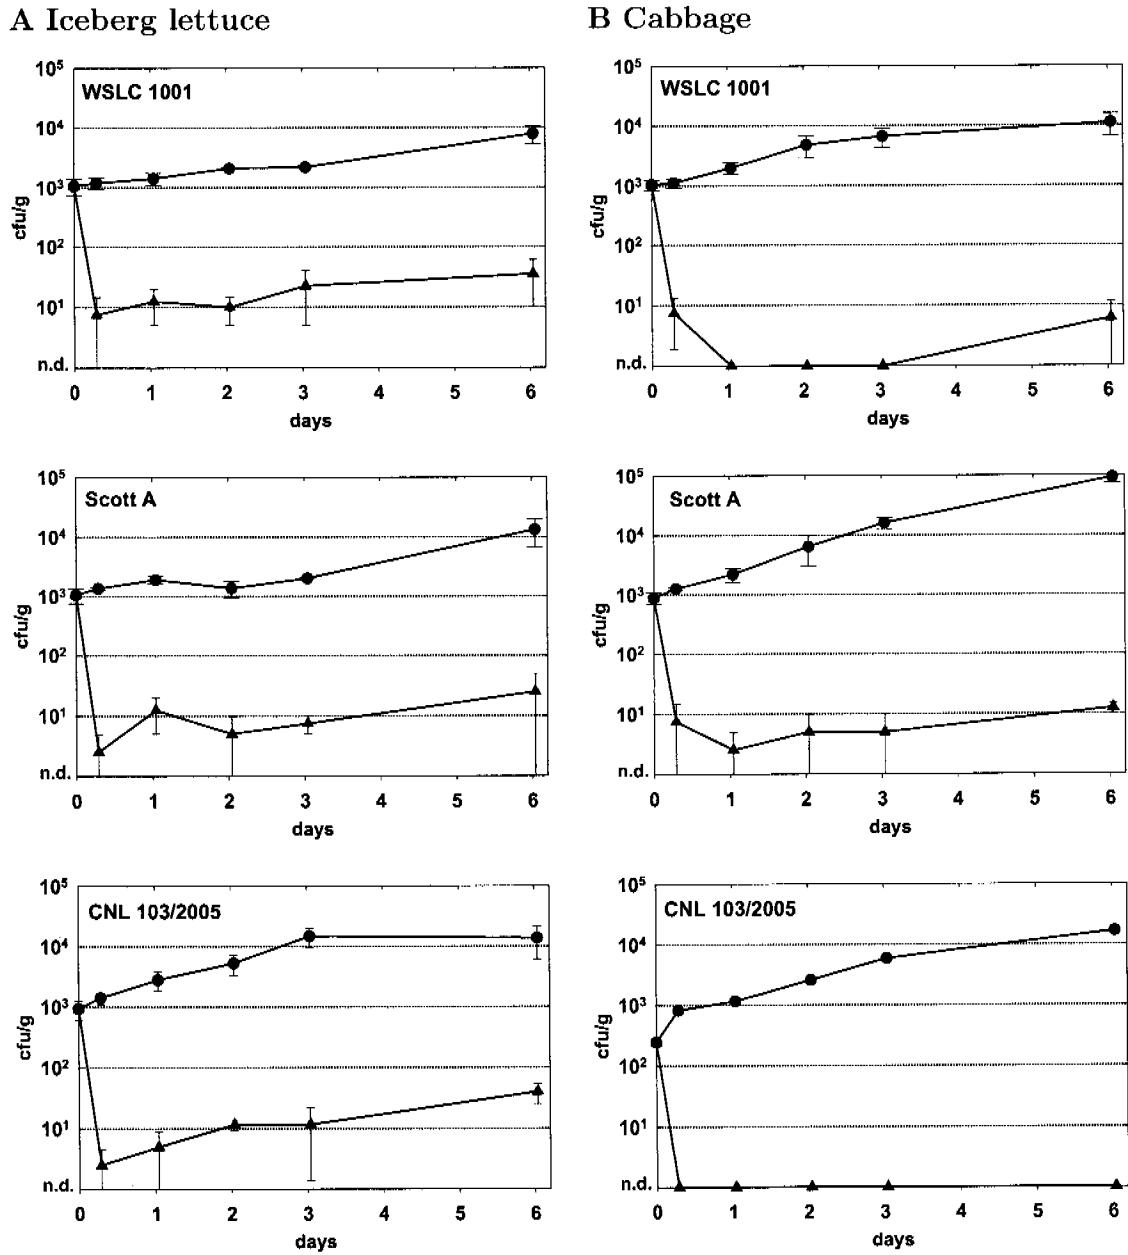 A Iceberg lettuce
WSLC 1001
cfu/g
10⁵
10⁴
10³
10²
10¹
n.d.
0 1 2 3 4 5 6
days
Scott A
cfu/g
10⁵
10⁴
10³
10²
10¹
n.d.
0 1 2 3 4 5 6
days
CNL 103/2005
cfu/g
10⁵
10⁴
10³
10²
10¹
n.d.
0 1 2 3 4 5 6
days
B Cabbage
WSLC 1001
cfu/g
10⁵
10⁴
10³
10²
10¹
n.d.
0 1 2 3 4 5 6
days
Scott A
cfu/g
10⁵
10⁴
10³
10²
10¹
n.d.
0 1 2 3 4 5 6
days
CNL 103/2005
cfu/g
10⁵
10⁴
10³
10²
10¹
n.d.
0 1 2 3 4 5 6
days